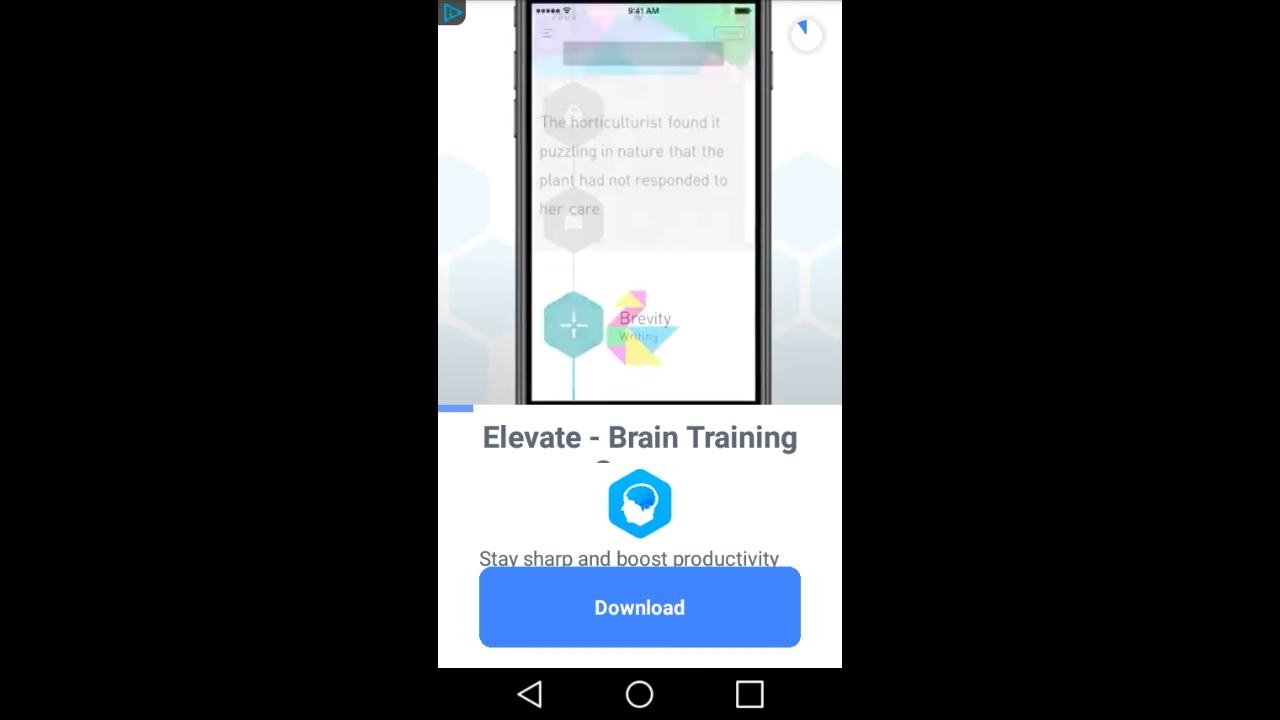 9:41 AM
The horticulturist found it
puzzling in nature that the
plant had not responded to
her care.
Brevity
Writing
Elevate - Brain Training
Stay sharp and boost productivity
Download